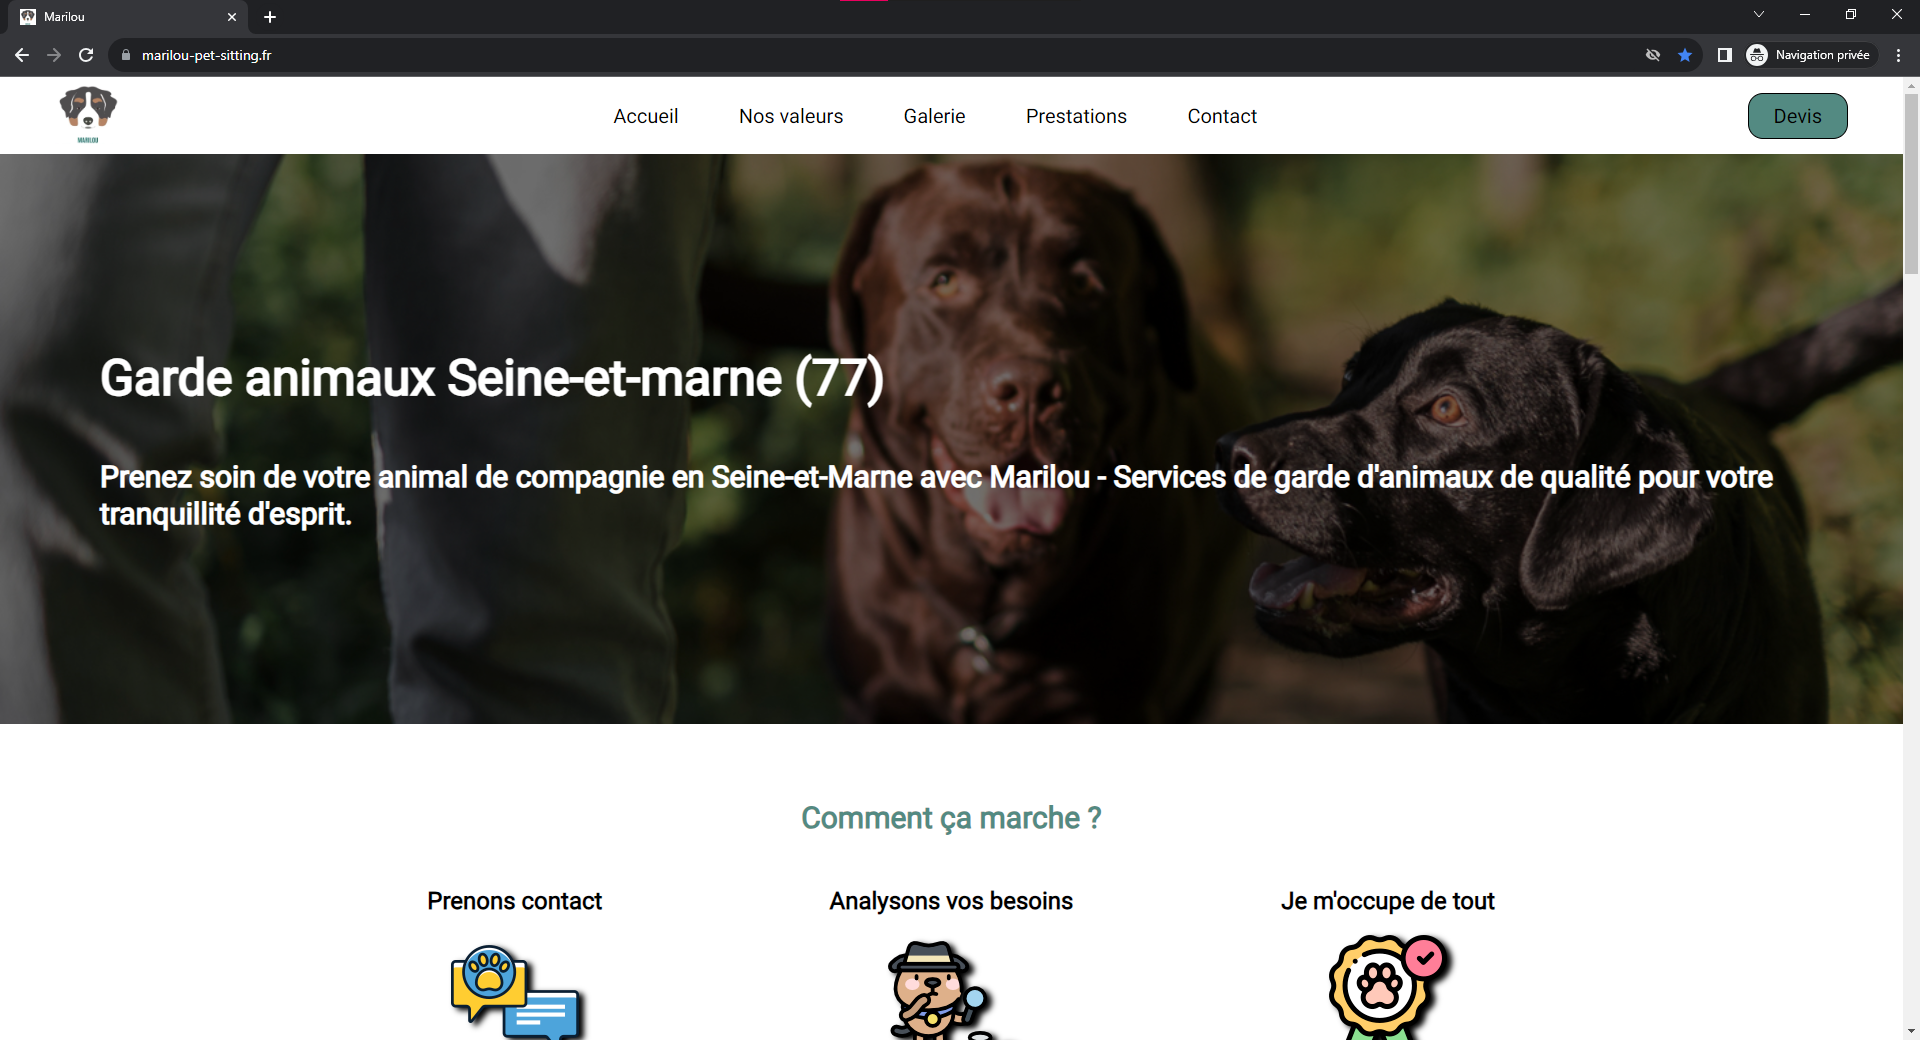 Marilou
marilou-pet-sitting.fr
Navigation privée
MARILOU
Accueil
Nos valeurs
Galerie
Prestations
Contact
Devis
Garde animaux Seine-et-marne (77)
Prenez soin de votre animal de compagnie en Seine-et-Marne avec Marilou - Services de garde d'animaux de qualité pour votre
tranquillité d'esprit.
Comment ça marche ?
Prenons contact
Analysons vos besoins
Je m'occupe de tout